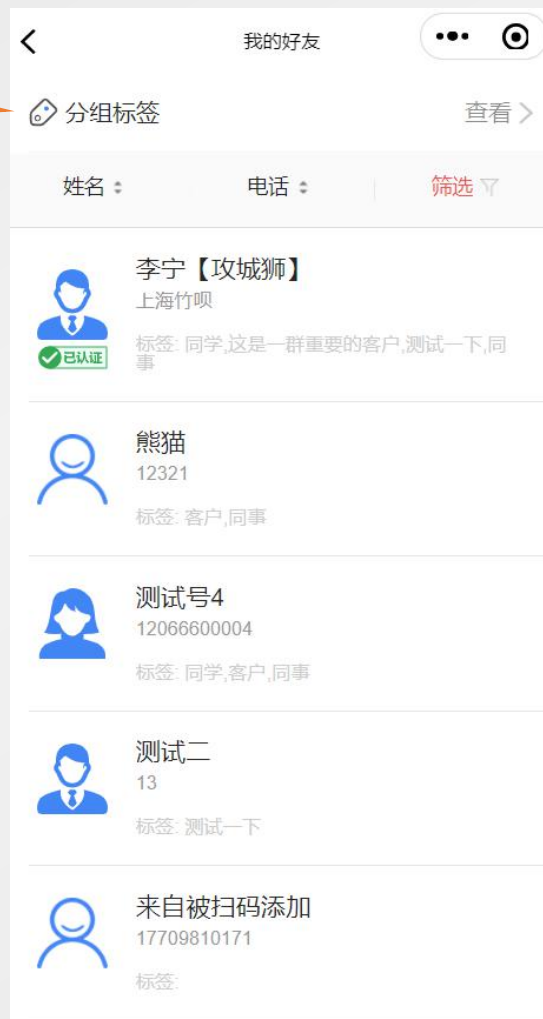 我的好友
分组标签 查看
姓名 电话 筛选
李宁【攻城狮】
上海竹呗
已认证
标签: 同学,这是一群重要的客户,测试一下,同
事
熊猫
12321
标签: 客户,同事
测试号4
12066600004
标签: 同学,客户,同事
测试二
13
标签: 测试一下
来自被扫码添加
17709810171
标签: